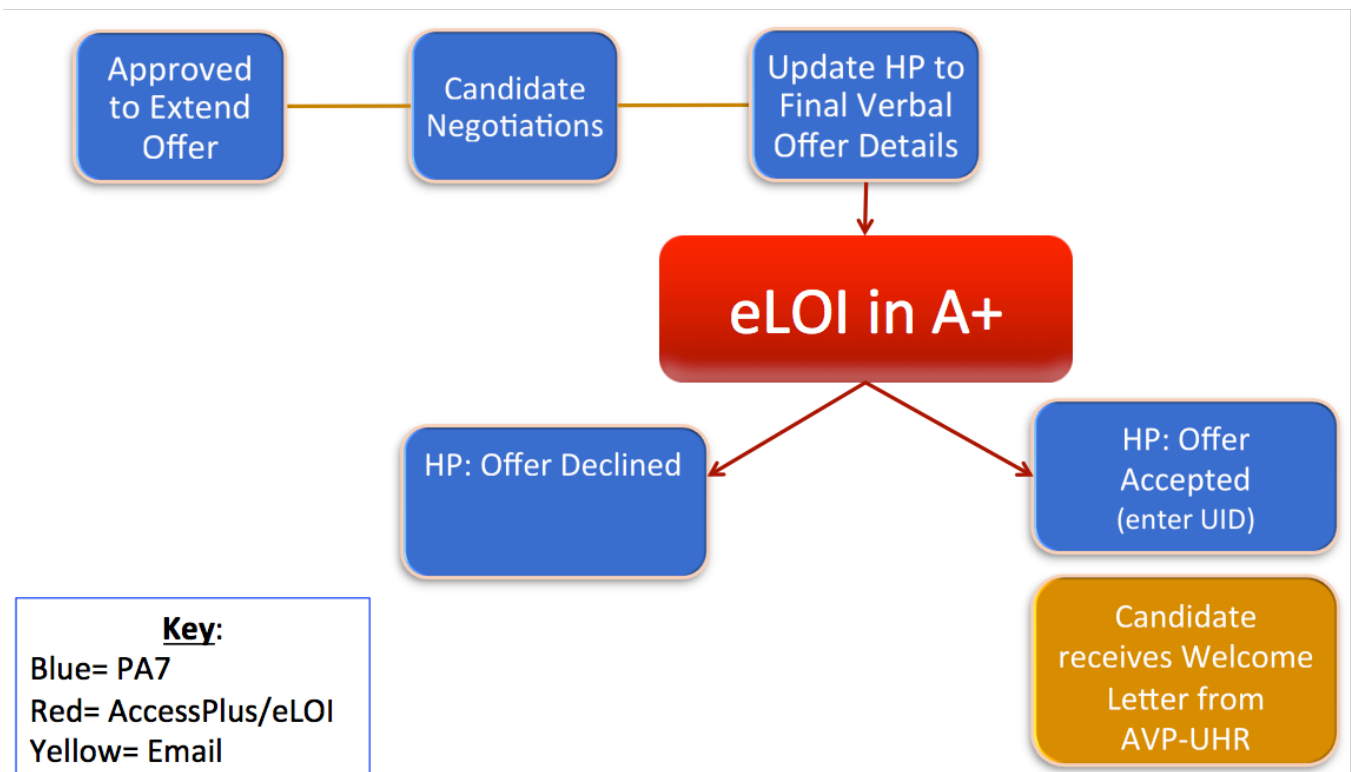 Approved
to Extend
Offer
Candidate
Negotiations
Update HP to
Final Verbal
Offer Details
eLOI in A+
HP: Offer Declined
HP: Offer
Accepted
(enter UID)
Candidate
receives Welcome
Letter from
AVP-UHR
Key:
Blue= PA7
Red= AccessPlus/eLOI
Yellow= Email